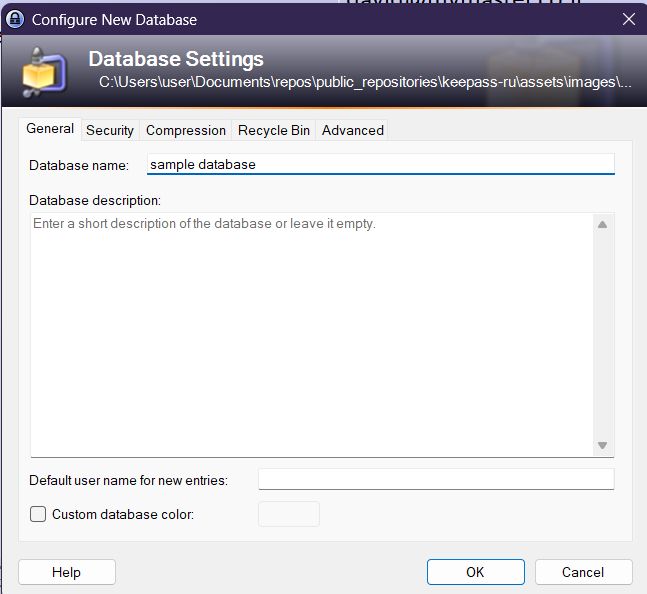 Configure New Database
Database Settings
C:\Users\user\Documents\repos\public_repositories\keepass-ru\assets\images\...
General Security Compression Recycle Bin Advanced
Database name: sample database
Database description:
Enter a short description of the database or leave it empty.
Default user name for new entries:
Custom database color:
Help OK Cancel